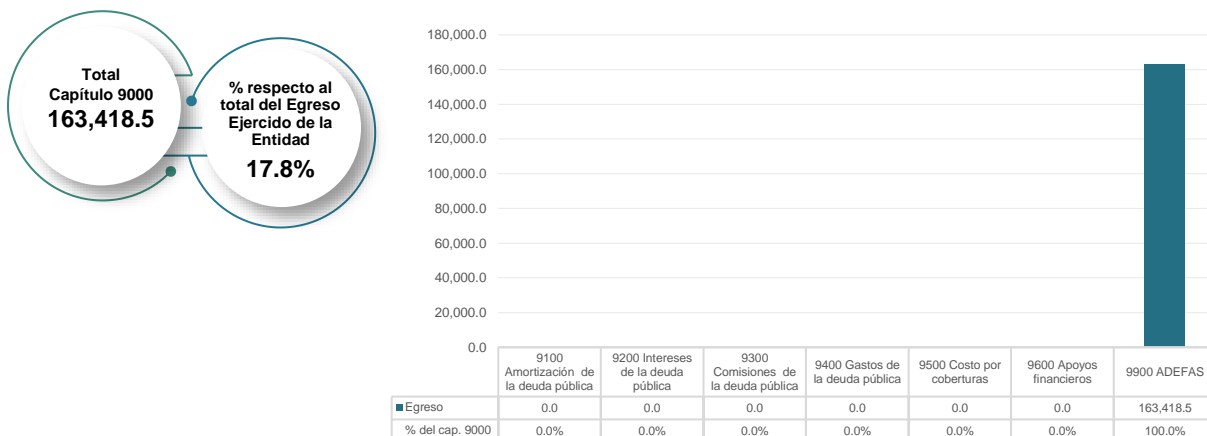 Total
Capítulo 9000
163,418.5
% respecto al
total del Egreso
Ejercido de la
Entidad
17.8%
180,000.0
160,000.0
140,000.0
120,000.0
100,000.0
80,000.0
60,000.0
40,000.0
20,000.0
0.0
9100
Amortización de
la deuda pública
9200 Intereses
de la deuda
pública
9300
Comisiones de
la deuda pública
9400 Gastos de
la deuda pública
9500 Costo por
coberturas
9600 Apoyos
financieros
9900 ADEFAS
Egreso 0.0 0.0 0.0 0.0 0.0 0.0 163,418.5
% del cap. 9000 0.0% 0.0% 0.0% 0.0% 0.0% 0.0% 100.0%